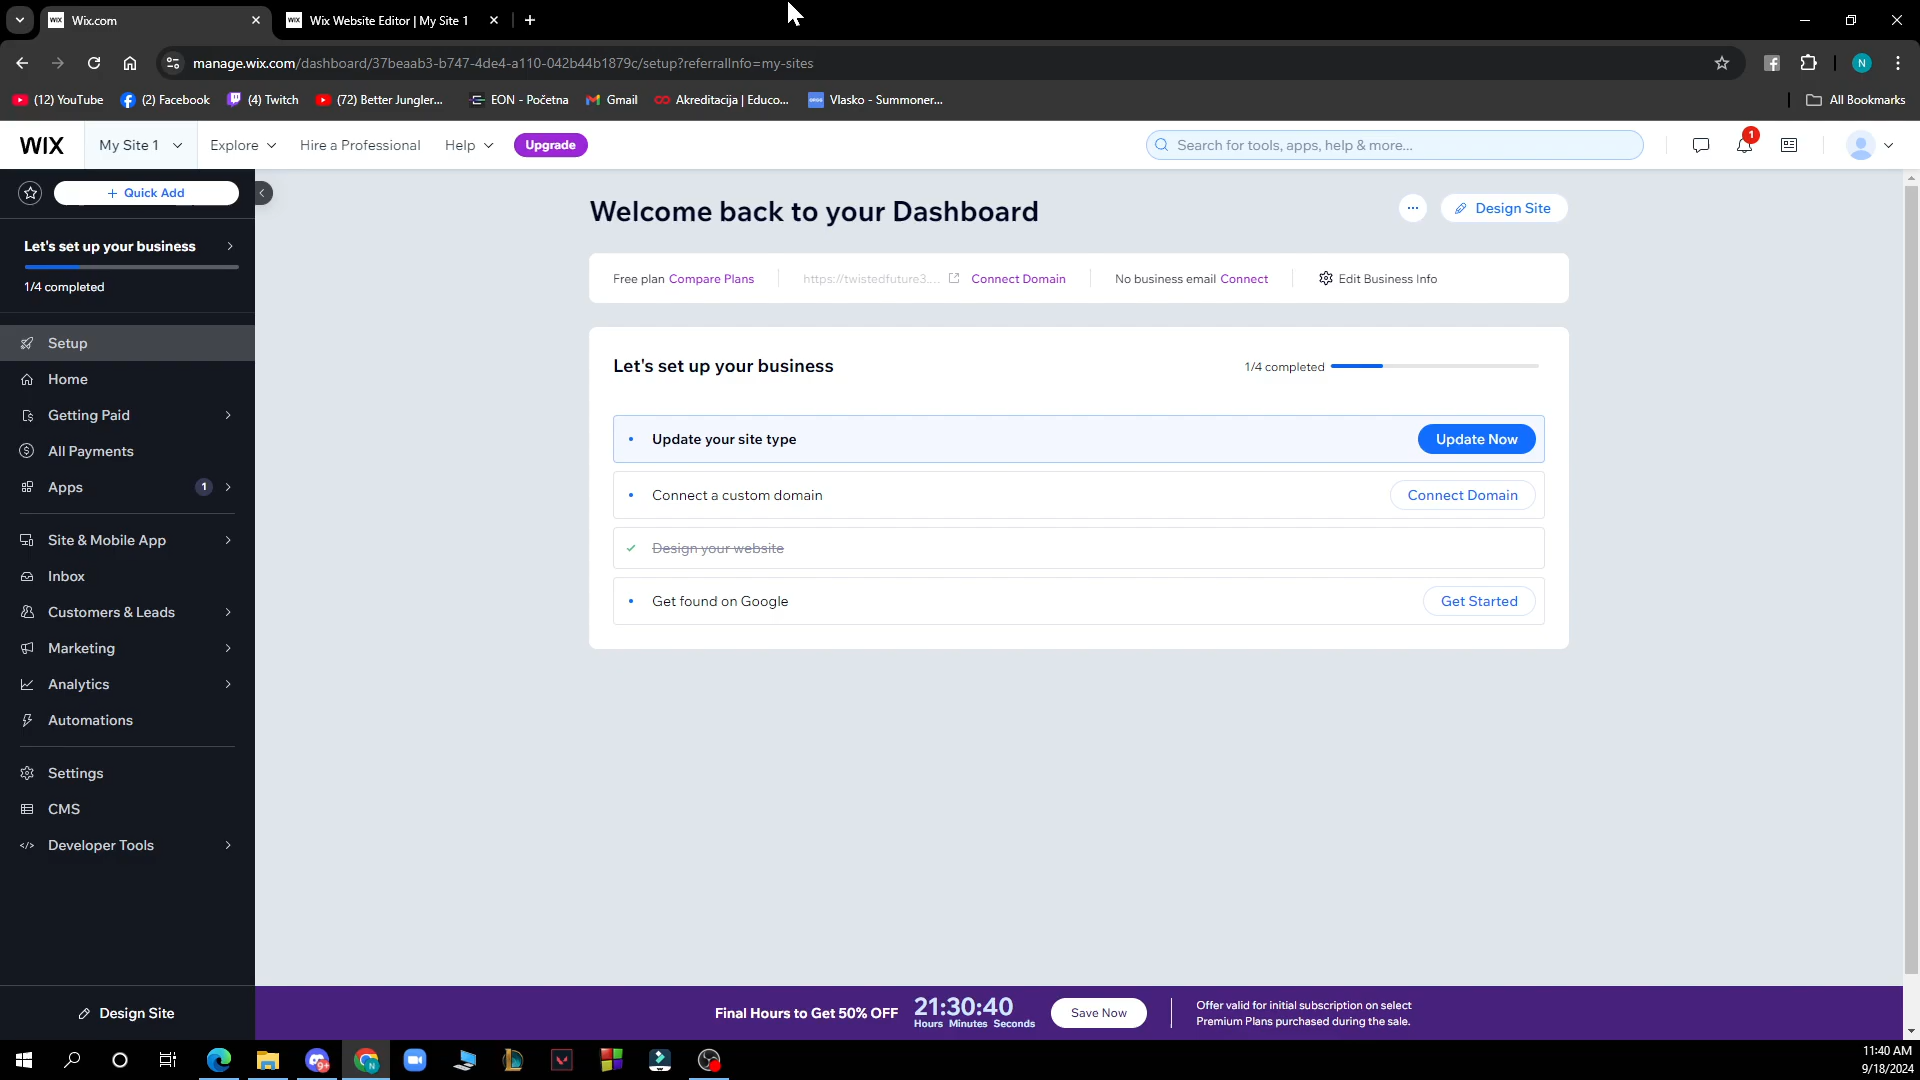 Wix.com
Wix Website Editor | My Site 1
manage.wix.com/dashboard/37beaab3-b747-4de4-a110-042b44b1879c/setup?referralInfo=my-sites
(12) YouTube
(2) Facebook
(4) Twitch
(72) Better Jungler...
EON - Početna
Gmail
Akreditacija | Educo...
Vlasko - Summoner...
All Bookmarks
WIX
My Site 1
Explore
Hire a Professional
Help
Upgrade
Search for tools, apps, help & more...
1
Quick Add
Let's set up your business
1/4 completed
Setup
Home
Getting Paid
All Payments
Apps
1
Site & Mobile App
Inbox
Customers & Leads
Marketing
Analytics
Automations
Settings
CMS
Developer Tools
Design Site
Welcome back to your Dashboard
Design Site
Free plan Compare Plans
https://twistedfuture3....
Connect Domain
No business email Connect
Edit Business Info
Let's set up your business
1/4 completed
Update your site type
Update Now
Connect a custom domain
Connect Domain
Design your website
Get found on Google
Get Started
Final Hours to Get 50% OFF
21:30:40
Hours Minutes Seconds
Save Now
Offer valid for initial subscription on select
Premium Plans purchased during the sale.
11:40 AM
9/18/2024